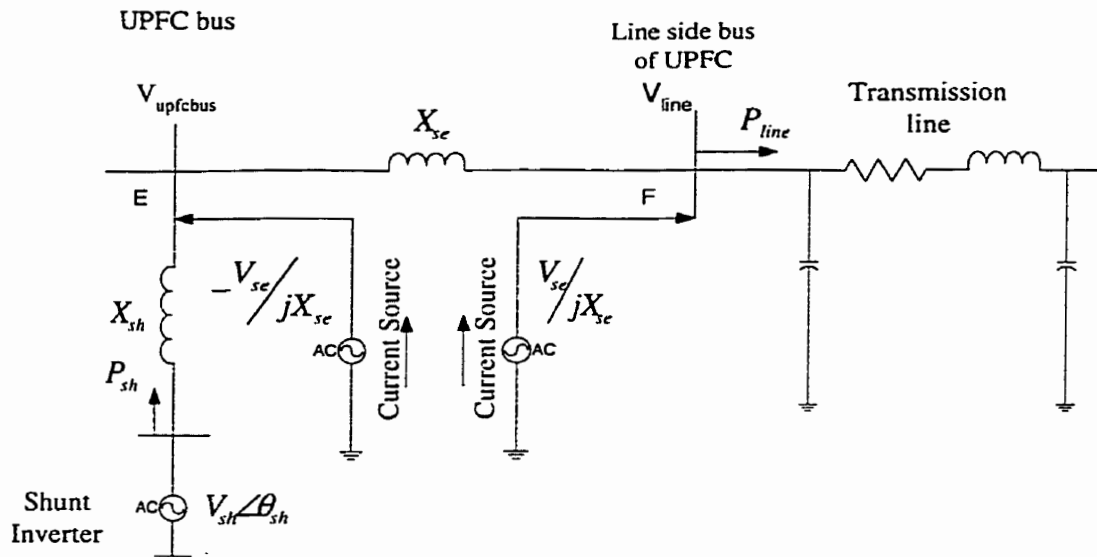 UPFC bus
Line side bus
of UPFC
V_upfcbus
V_line
X_se
P_line
Transmission
line
E
F
X_sh
-V_se/jX_se
V_se/jX_se
Current Source
Current Source
AC
AC
P_sh
Shunt
Inverter
AC
V_sh∠θ_sh